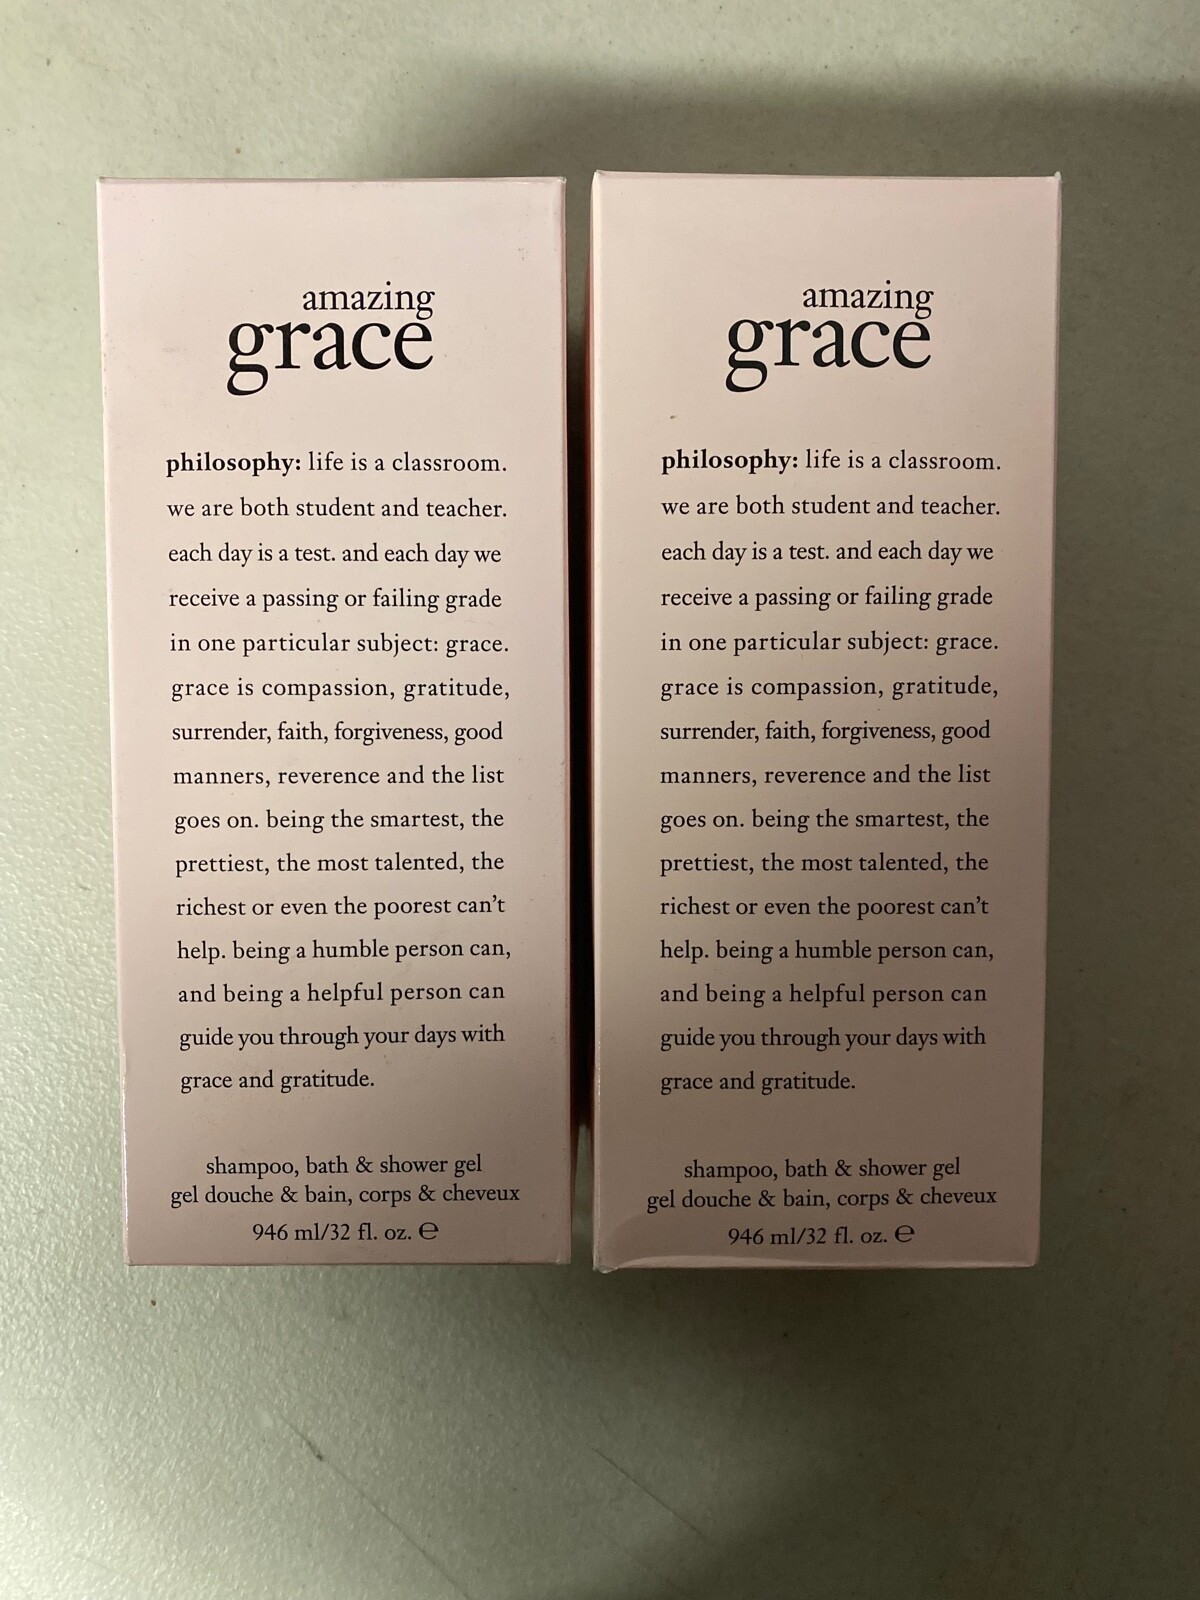 amazing
grace
philosophy: life is a classroom.
we are both student and teacher.
each day is a test. and each day we
receive a passing or failing grade
in one particular subject: grace.
grace is compassion, gratitude,
surrender, faith, forgiveness, good
manners, reverence and the list
goes on. being the smartest, the
prettiest, the most talented, the
richest or even the poorest can't
help. being a humble person can,
and being a helpful person can
guide you through your days with
grace and gratitude.
shampoo, bath & shower gel
gel douche & bain, corps & cheveux
946 ml/32 fl. oz. ℮
amazing
grace
philosophy: life is a classroom.
we are both student and teacher.
each day is a test. and each day we
receive a passing or failing grade
in one particular subject: grace.
grace is compassion, gratitude,
surrender, faith, forgiveness, good
manners, reverence and the list
goes on. being the smartest, the
prettiest, the most talented, the
richest or even the poorest can't
help. being a humble person can,
and being a helpful person can
guide you through your days with
grace and gratitude.
shampoo, bath & shower gel
gel douche & bain, corps & cheveux
946 ml/32 fl. oz. ℮